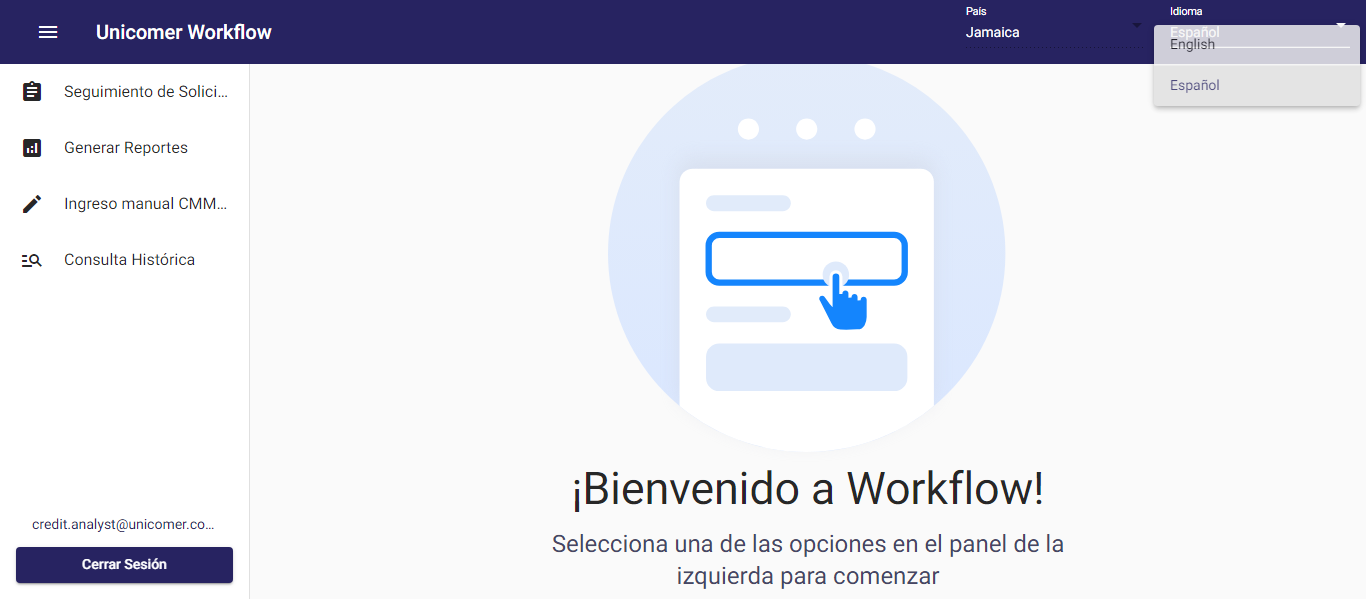 Unicomer Workflow
País
Jamaica
Idioma
Español
English
Español
Seguimiento de Solici...
Generar Reportes
Ingreso manual CMM...
Consulta Histórica
¡Bienvenido a Workflow!
Selecciona una de las opciones en el panel de la
izquierda para comenzar
credit.analyst@unicomer.co...
Cerrar Sesión